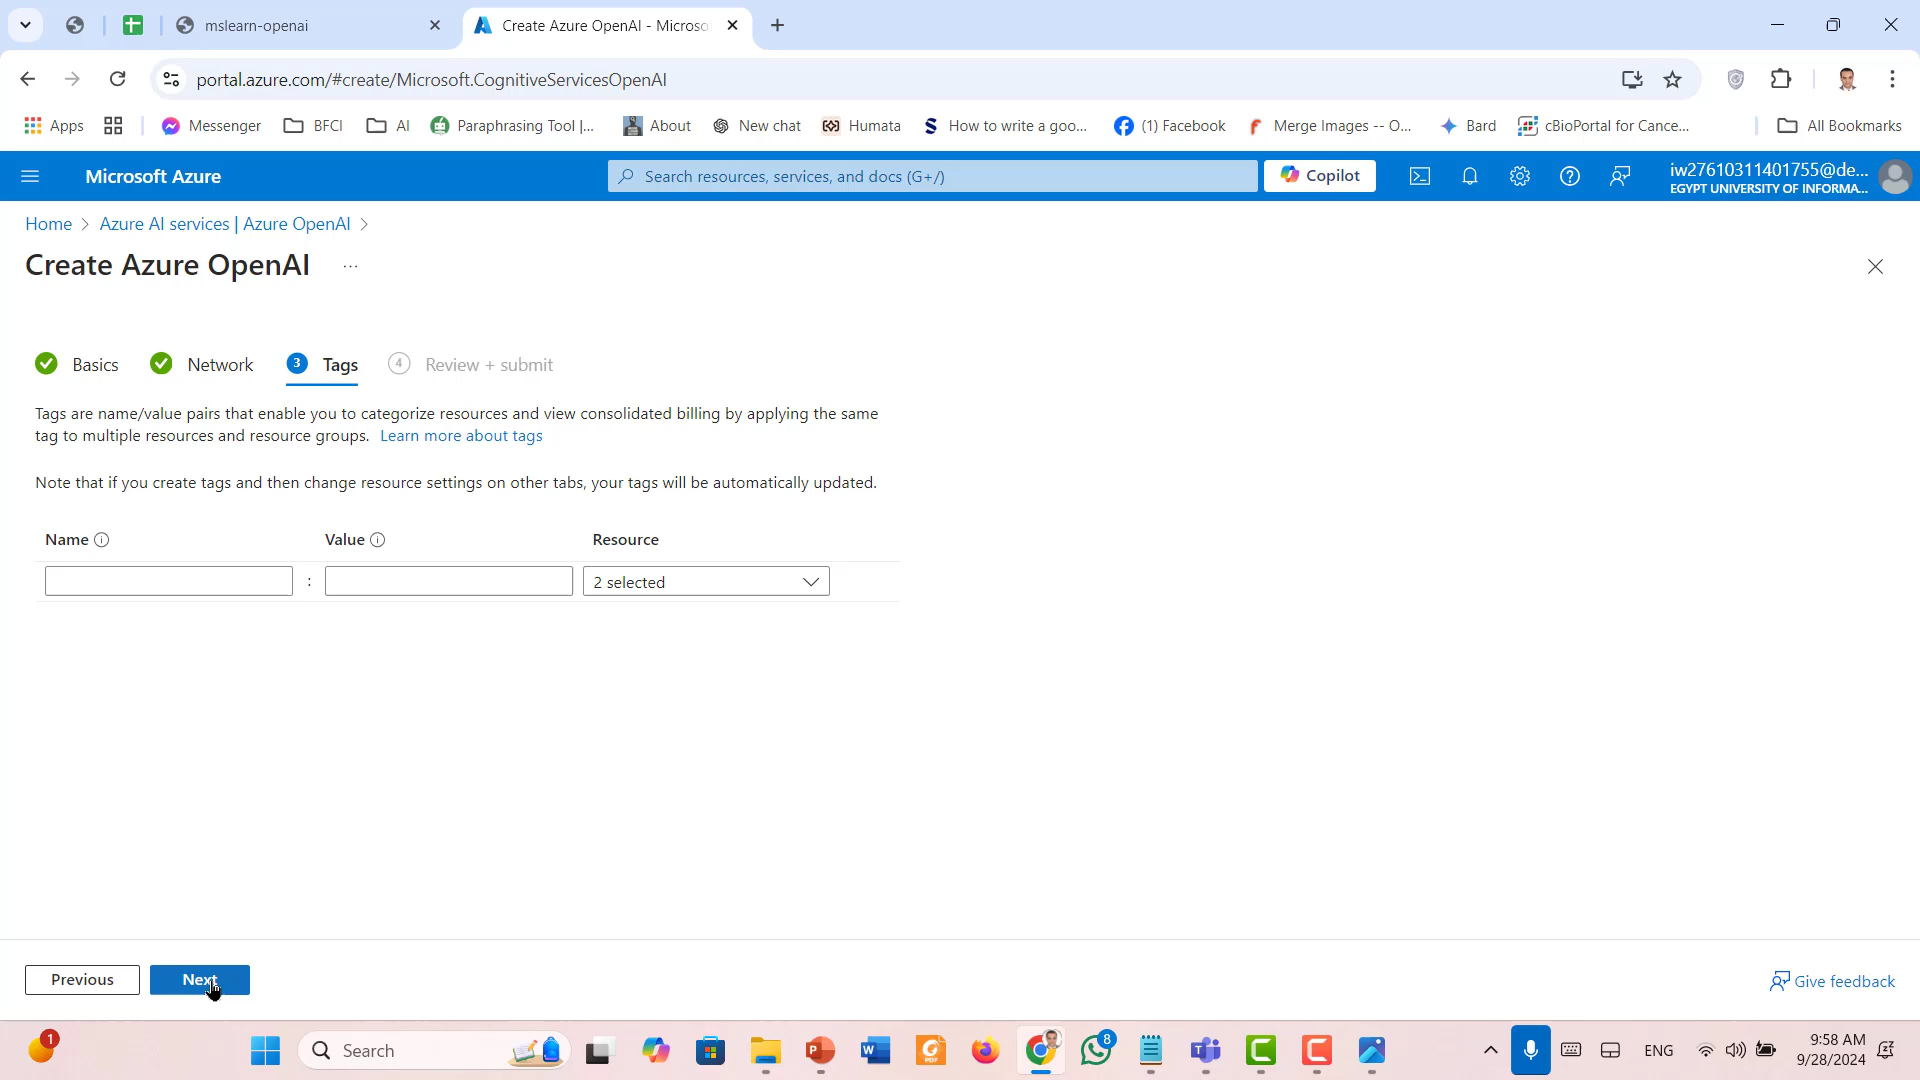 mslearn-openai
Create Azure OpenAI - Microso
portal.azure.com/#create/Microsoft.CognitiveServicesOpenAI
Apps
Messenger
BFCI
AI
Paraphrasing Tool |...
About
New chat
Humata
How to write a goo...
(1) Facebook
Merge Images -- O...
Bard
cBioPortal for Cance...
All Bookmarks
Microsoft Azure
Search resources, services, and docs (G+/)
Copilot
iw27610311401755@de...
EGYPT UNIVERSITY OF INFORMA...
Home > Azure AI services | Azure OpenAI >
Create Azure OpenAI ...
Basics
Network
3 Tags
4 Review + submit
Tags are name/value pairs that enable you to categorize resources and view consolidated billing by applying the same
tag to multiple resources and resource groups. Learn more about tags
Note that if you create tags and then change resource settings on other tabs, your tags will be automatically updated.
Name
Value
Resource
:
2 selected
Previous
Next
Give feedback
1
Search
8
ENG
9:58 AM
9/28/2024